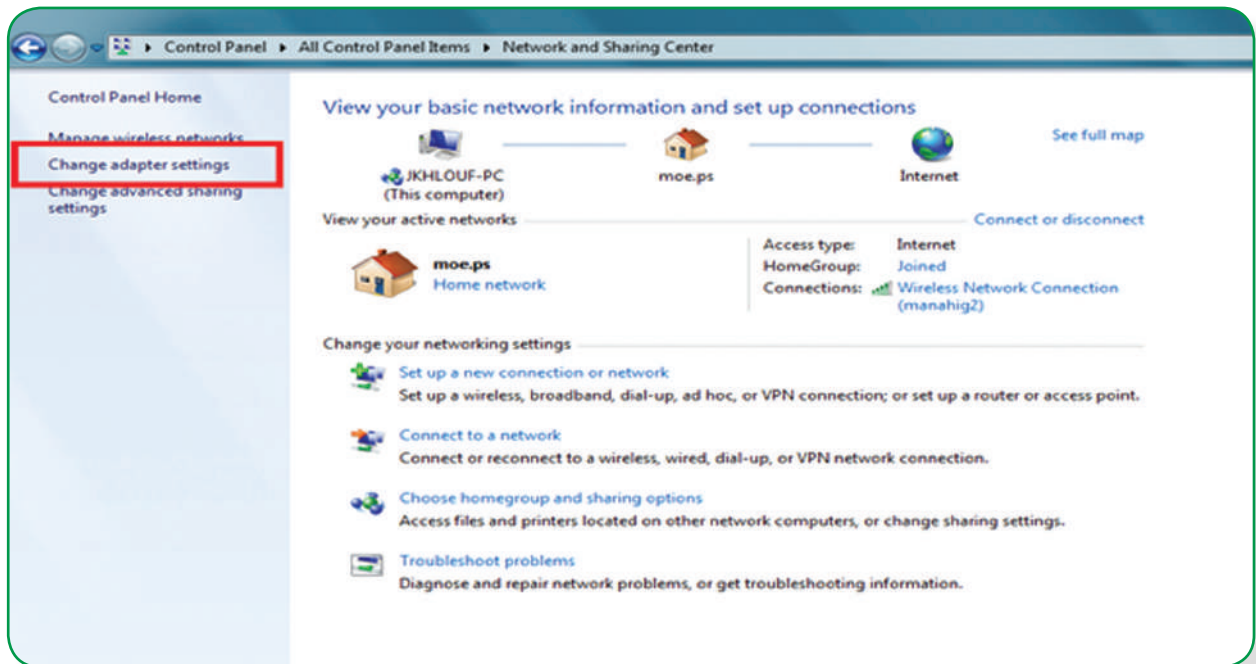 Control Panel ▸ All Control Panel Items ▸ Network and Sharing Center
Control Panel Home
Manage wireless networks
Change adapter settings
Change advanced sharing
settings
View your basic network information and set up connections
See full map
JKHLOUF-PC
(This computer)
moe.ps
Internet
View your active networks
Connect or disconnect
moe.ps
Home network
Access type: Internet
HomeGroup: Joined
Connections: Wireless Network Connection
(manahig2)
Change your networking settings
Set up a new connection or network
Set up a wireless, broadband, dial-up, ad hoc, or VPN connection; or set up a router or access point.
Connect to a network
Connect or reconnect to a wireless, wired, dial-up, or VPN network connection.
Choose homegroup and sharing options
Access files and printers located on other network computers, or change sharing settings.
Troubleshoot problems
Diagnose and repair network problems, or get troubleshooting information.